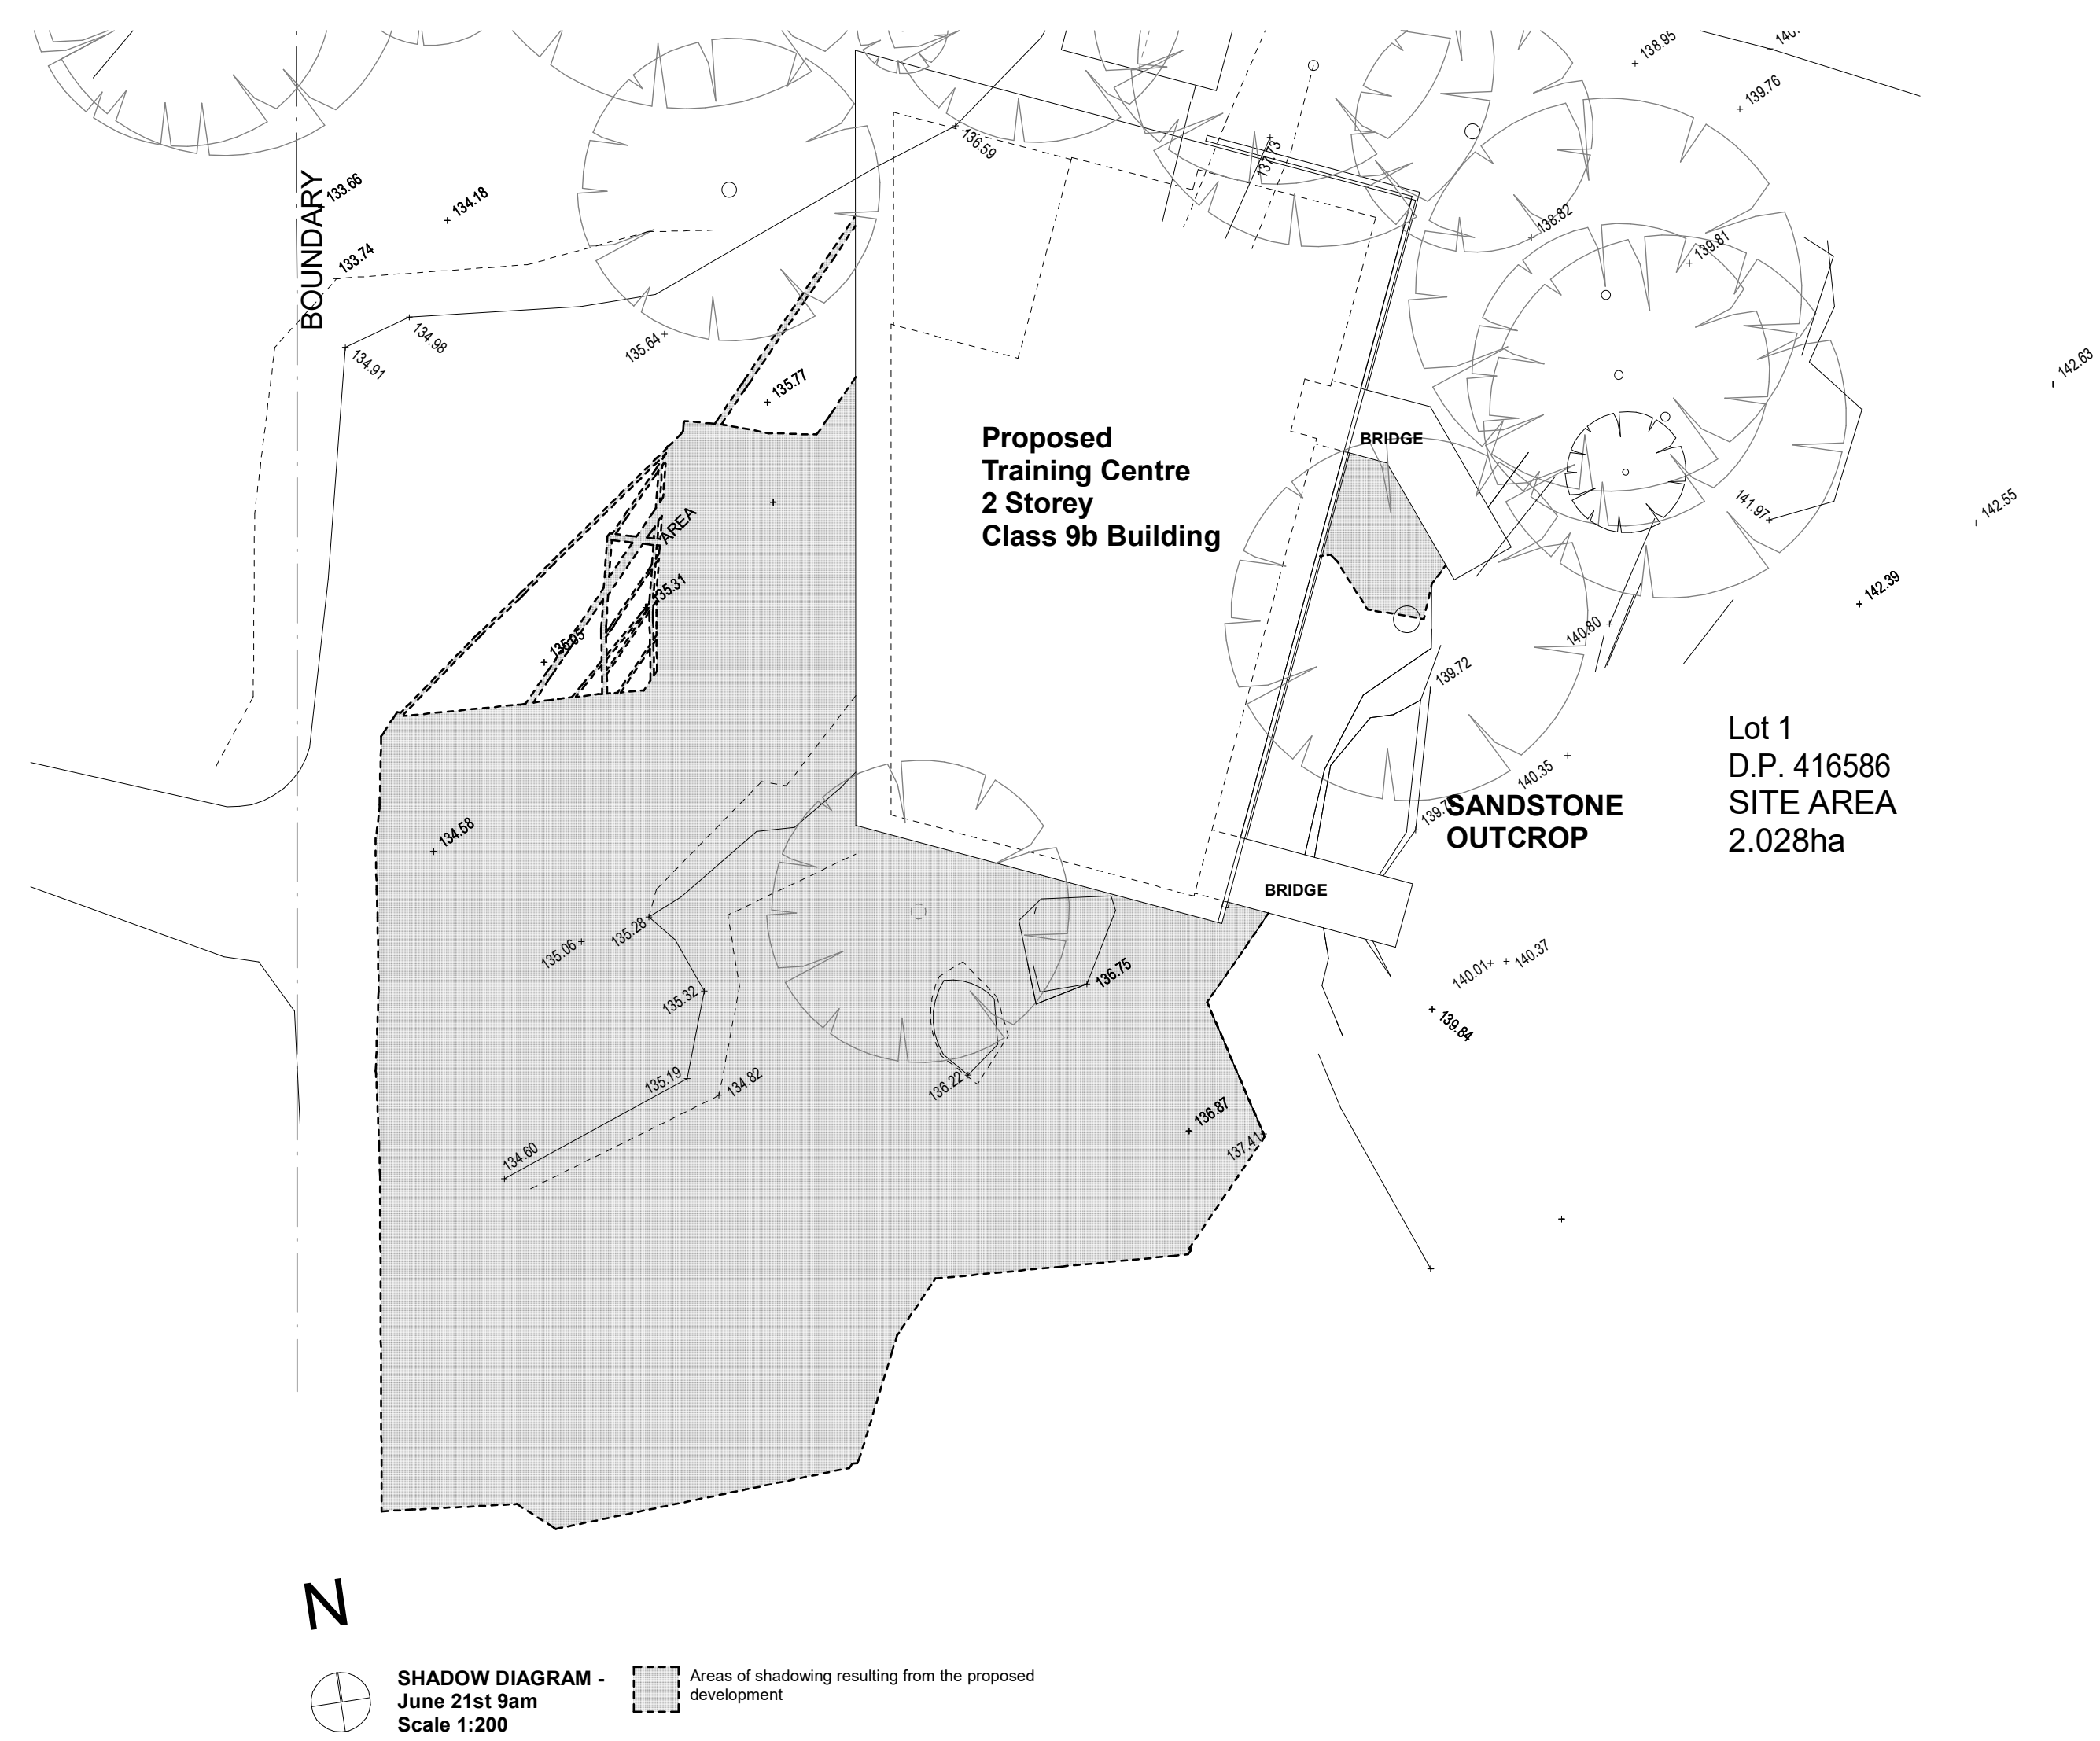 138.95
139.76
BOUNDARY
133.66
134.18
133.74
136.59
137.73
138.82
139.81
134.98
134.91
135.64
135.77
142.63
Proposed
Training Centre
2 Storey
Class 9b Building
BRIDGE
141.97
142.55
AREA
135.31
142.39
140.80
139.72
Lot 1
D.P. 416586
SITE AREA
2.028ha
140.35
SANDSTONE
OUTCROP
134.58
BRIDGE
135.28
135.06
136.75
140.01
140.37
135.32
139.84
135.19
134.82
136.22
136.87
137.41
134.60
N
SHADOW DIAGRAM -
June 21st 9am
Scale 1:200
Areas of shadowing resulting from the proposed
development